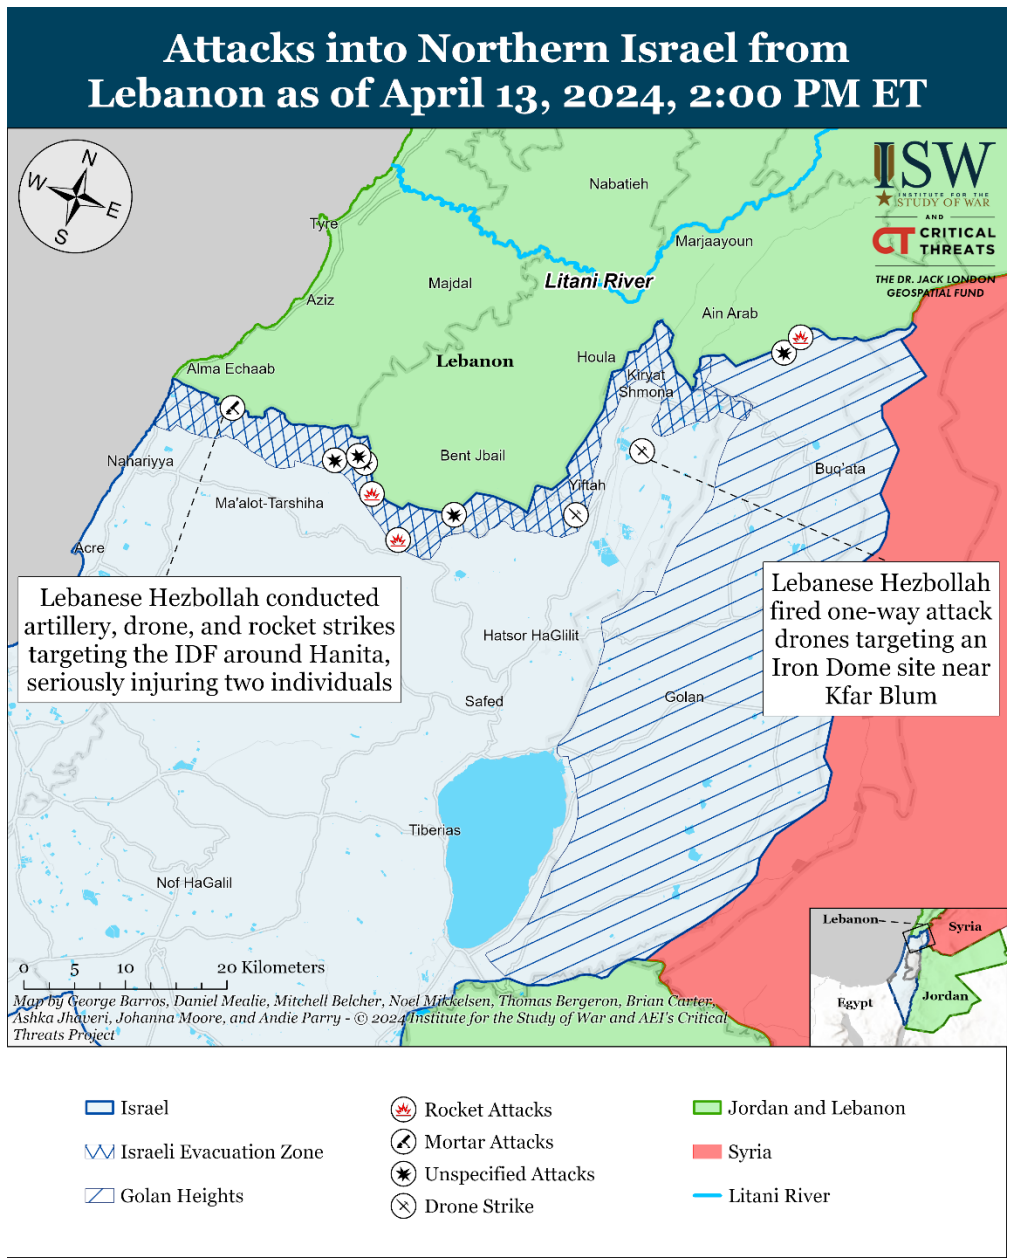 Attacks into Northern Israel from
Lebanon as of April 13, 2024, 2:00 PM ET
N
W
E
S
ISW
INSTITUTE FOR THE
STUDY OF WAR
AND
CT CRITICAL
THREATS
THE DR. JACK LONDON
GEOSPATIAL FUND
Nabatieh
Tyre
Marjaayoun
Litani River
Majdal
Aziz
Ain Arab
Lebanon
Houla
Alma Echaab
Kiryat
Shmona
Bent Jbail
Nahariyya
Buq'ata
Yiftah
Ma'alot-Tarshiha
Acre
Lebanese Hezbollah conducted
artillery, drone, and rocket strikes
targeting the IDF around Hanita,
seriously injuring two individuals
Lebanese Hezbollah
fired one-way attack
drones targeting an
Iron Dome site near
Kfar Blum
Hatsor HaGlilit
Safed
Golan
Tiberias
Nof HaGalil
Lebanon
Syria
Egypt
Jordan
0 5 10 20 Kilometers
Map by George Barros, Daniel Mealie, Mitchell Belcher, Noel Mikkelsen, Thomas Bergeron, Brian Carter,
Ashka Jhaveri, Johanna Moore, and Andie Parry - © 2024 Institute for the Study of War and AEI's Critical
Threats Project
Israel
Israeli Evacuation Zone
Golan Heights
Rocket Attacks
Mortar Attacks
Unspecified Attacks
Drone Strike
Jordan and Lebanon
Syria
Litani River